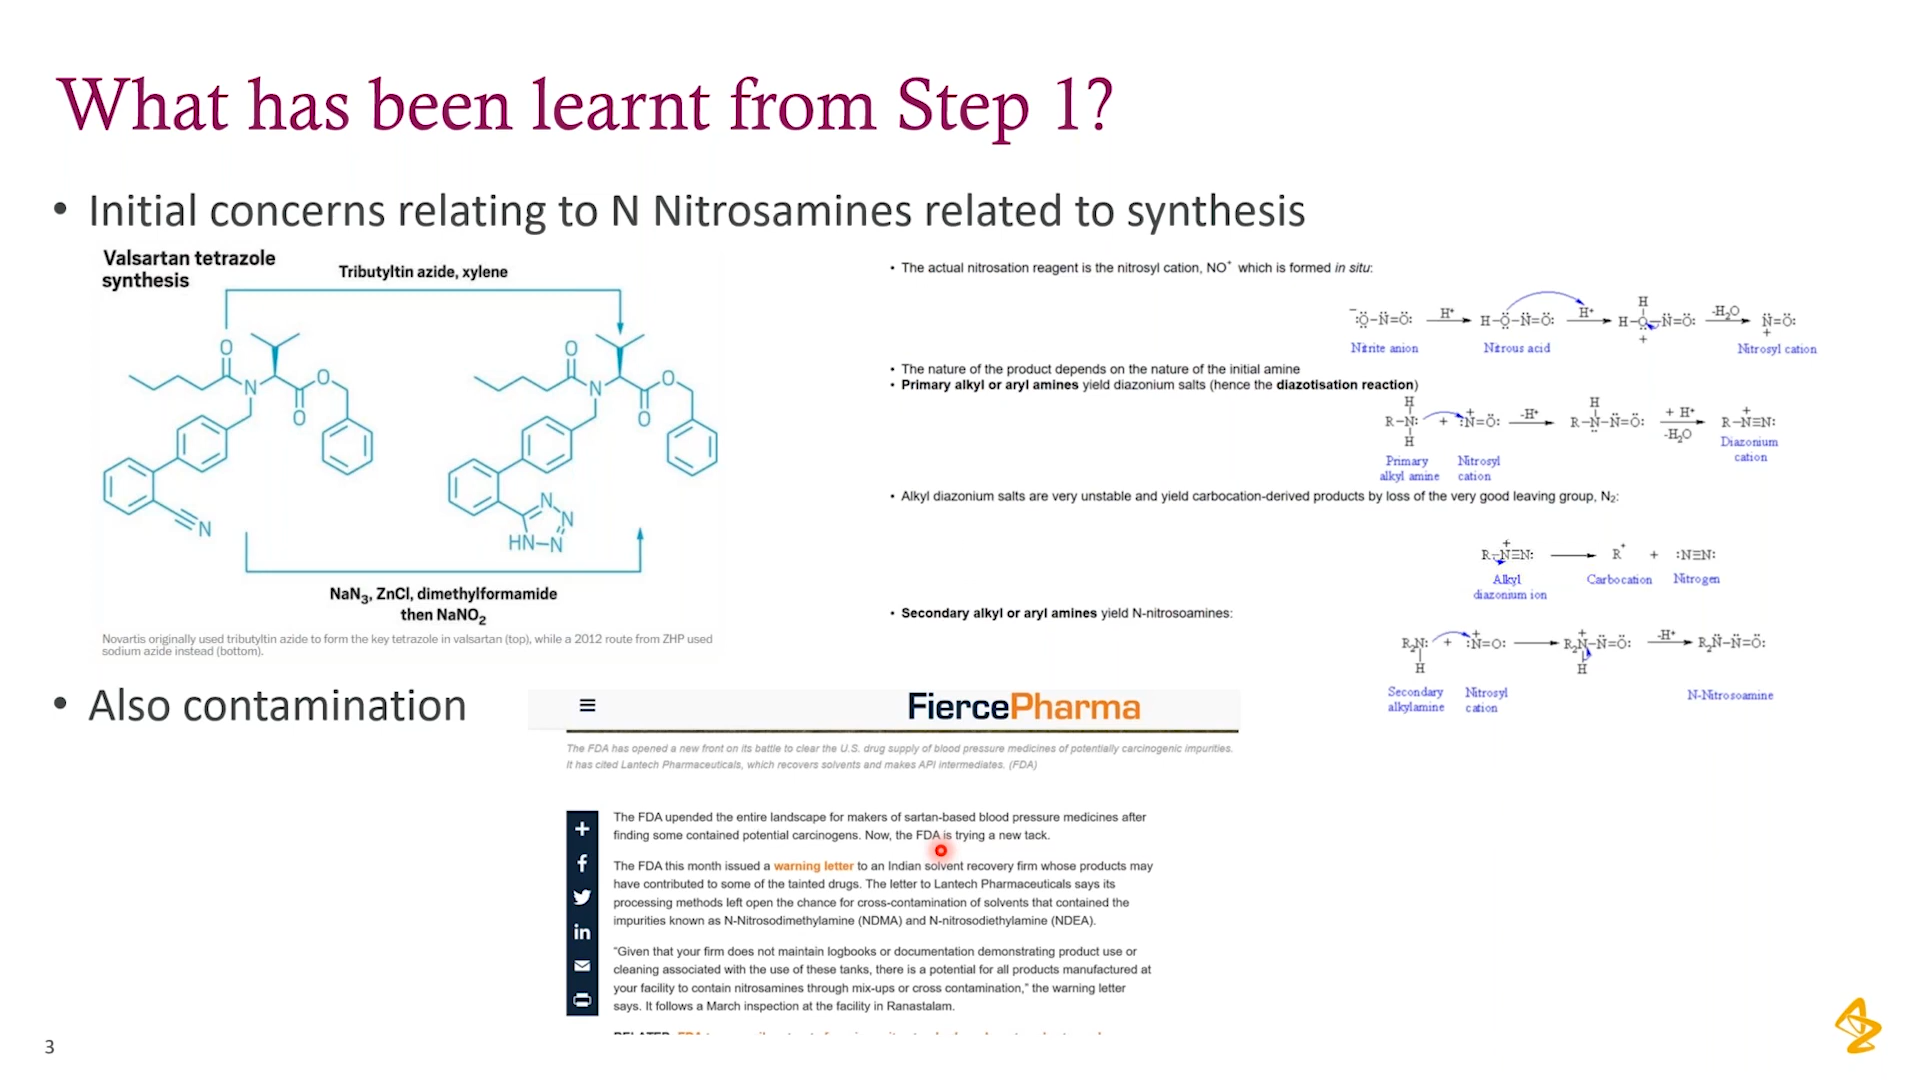 What has been learnt from Step 1?
• Initial concerns relating to N Nitrosamines related to synthesis
Valsartan tetrazole
synthesis
Tributyltin azide, xylene
O
N
O
O
N
O
N
O
O
N
N
HN–N
NaN₃, ZnCl, dimethylformamide
then NaNO₂
Novartis originally used tributyltin azide to form the key tetrazole in valsartan (top), while a 2012 route from ZHP used
sodium azide instead (bottom).
• The actual nitrosation reagent is the nitrosyl cation, NO⁺ which is formed in situ:
H
⁻:Ö–N̈=Ö: H⁺ H–Ö–N̈=Ö: H⁺ H–O–N̈=Ö: -H₂O N̈=Ö:
+ +
Nitrite anion Nitrous acid Nitrosyl cation
• The nature of the product depends on the nature of the initial amine
• Primary alkyl or aryl amines yield diazonium salts (hence the diazotisation reaction)
H H
R–N: + :N⁺=Ö: -H⁺ R–N̈–N̈=Ö: + H⁺ -H₂O R–N⁺≡N:
H
Primary Nitrosyl Diazonium
alkyl amine cation cation
• Alkyl diazonium salts are very unstable and yield carbocation-derived products by loss of the very good leaving group, N₂:
R–N⁺≡N: R⁺ + :N≡N:
Alkyl Carbocation Nitrogen
diazonium ion
• Secondary alkyl or aryl amines yield N-nitrosoamines:
R₂N: + :N⁺=O: R₂N⁺–N̈=Ö: -H⁺ R₂N̈–N̈=Ö:
H H
Secondary Nitrosyl N-Nitrosoamine
alkylamine cation
• Also contamination
FiercePharma
The FDA has opened a new front on its battle to clear the U.S. drug supply of blood pressure medicines of potentially carcinogenic impurities.
It has cited Lantech Pharmaceuticals, which recovers solvents and makes API intermediates. (FDA)
The FDA upended the entire landscape for makers of sartan-based blood pressure medicines after
finding some contained potential carcinogens. Now, the FDA is trying a new tack.
The FDA this month issued a warning letter to an Indian solvent recovery firm whose products may
have contributed to some of the tainted drugs. The letter to Lantech Pharmaceuticals says its
processing methods left open the chance for cross-contamination of solvents that contained the
impurities known as N-Nitrosodimethylamine (NDMA) and N-nitrosodiethylamine (NDEA).
"Given that your firm does not maintain logbooks or documentation demonstrating product use or
cleaning associated with the use of these tanks, there is a potential for all products manufactured at
your facility to contain nitrosamines through mix-ups or cross contamination," the warning letter
says. It follows a March inspection at the facility in Ranastalam.
3